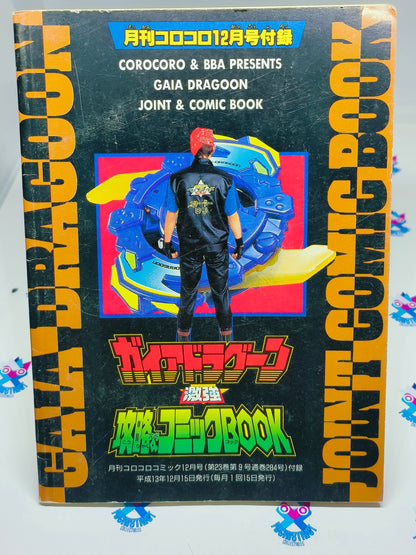 月刊コロコロ12月号付録
COROCORO & BBA PRESENTS
GAIA DRAGOON
JOINT & COMIC BOOK
GAIA DRAGOON
JOINT COMIC BOOK
ガイアドラグーン
激強
攻略&コミックBOOK
月刊コロコロコミック12月号(第23巻第9号通巻284号)付録
平成13年12月15日発行(毎月1回15日発行)